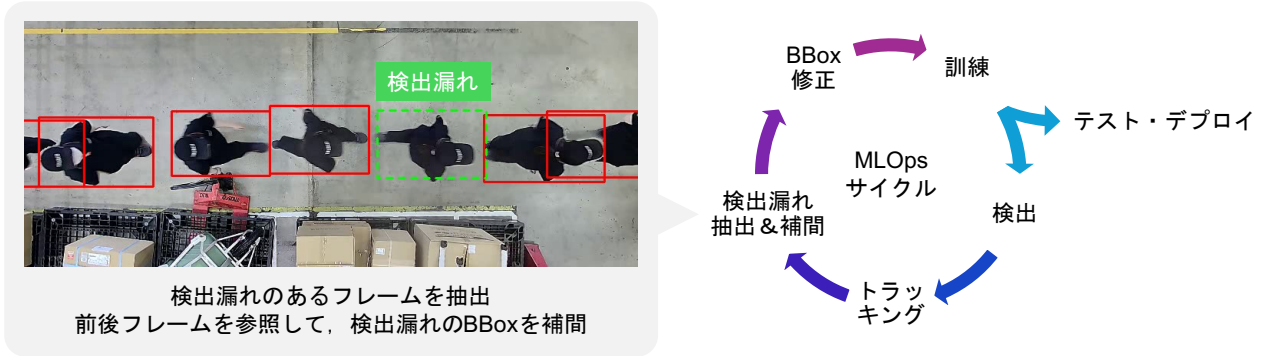 検出漏れ
検出漏れのあるフレームを抽出
前後フレームを参照して，検出漏れのBBoxを補間
BBox
修正
訓練
テスト・デプロイ
MLOps
サイクル
検出漏れ
抽出＆補間
検出
トラッ
キング